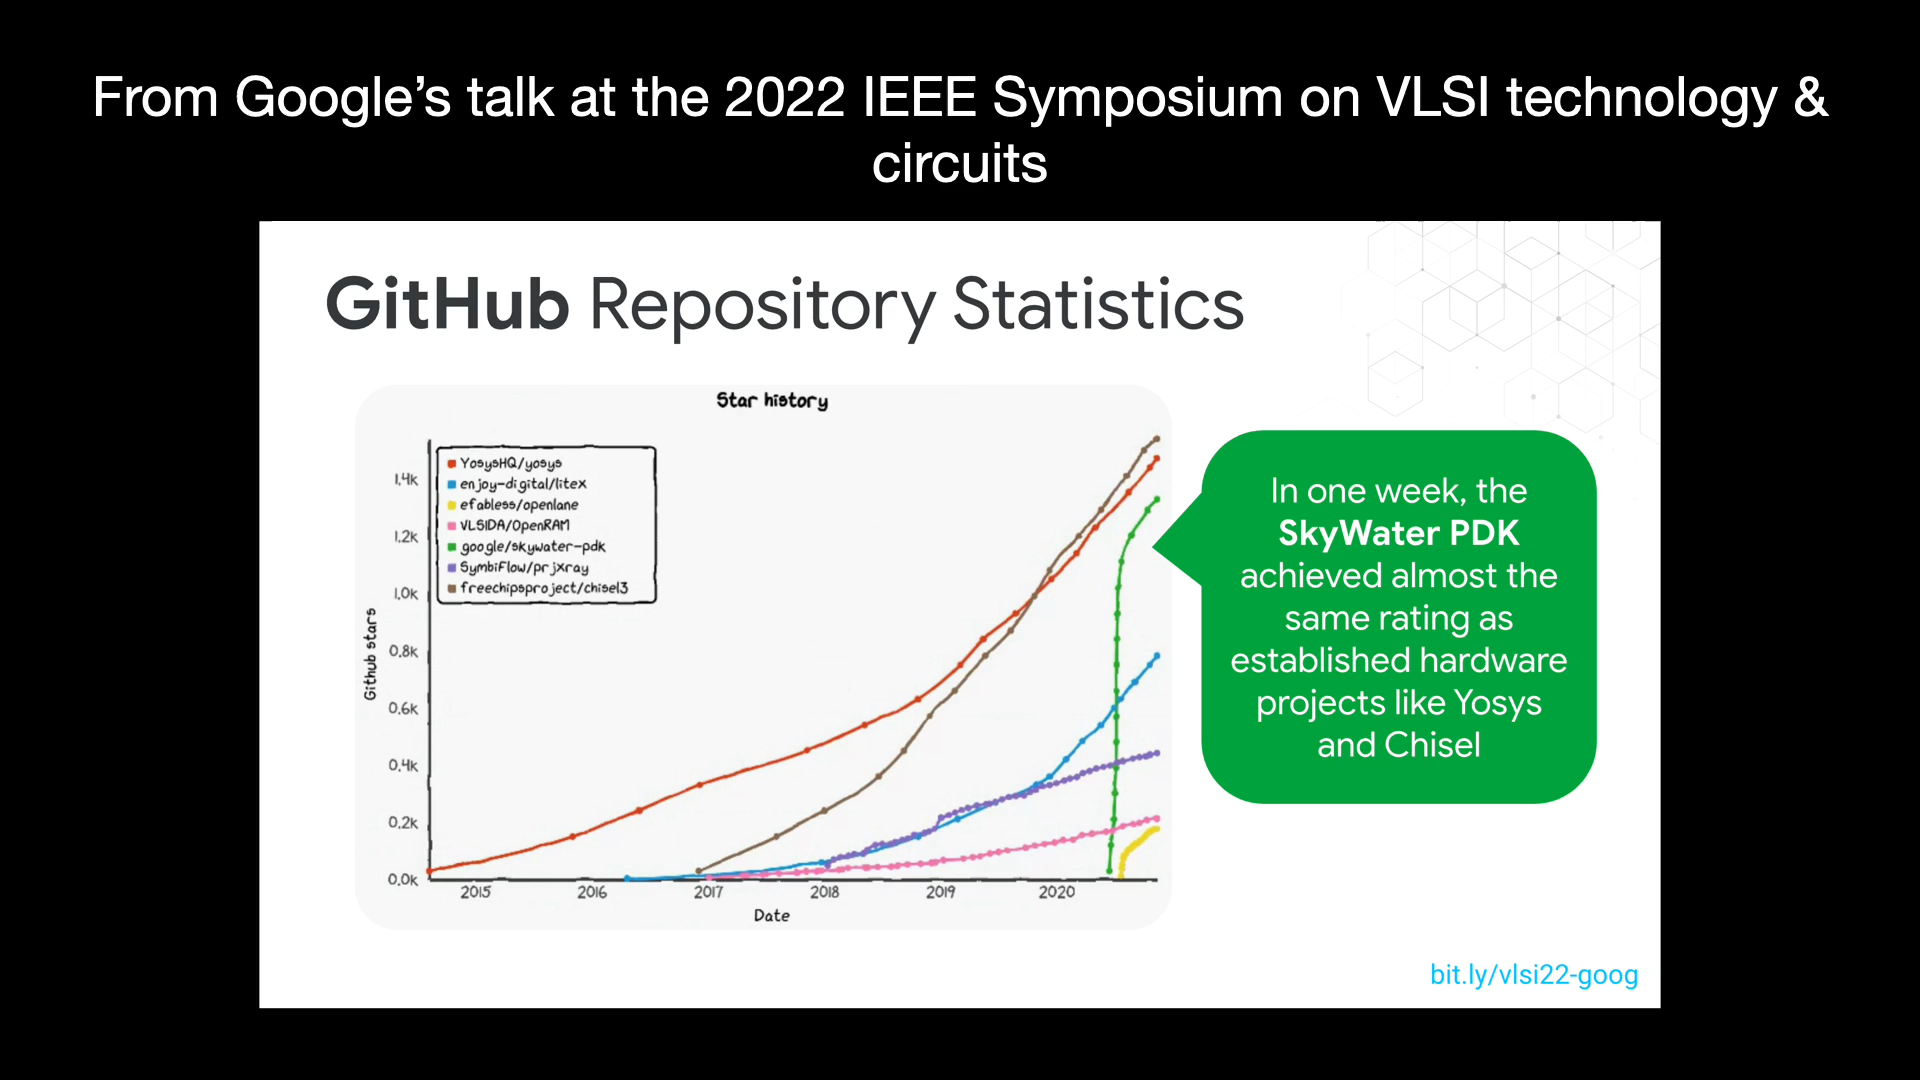 From Google’s talk at the 2022 IEEE Symposium on VLSI technology &
circuits
GitHub Repository Statistics
Star history
YosysHQ/yosys
enjoy-digital/litex
efabless/openlane
VLSIDA/OpenRAM
google/skywater-pdk
SymbiFlow/prjxray
freechipsproject/chisel3
Github stars
1.4k
1.2k
1.0k
0.8k
0.6k
0.4k
0.2k
0.0k
2015 2016 2017 2018 2019 2020
Date
In one week, the
SkyWater PDK
achieved almost the
same rating as
established hardware
projects like Yosys
and Chisel
bit.ly/vlsi22-goog